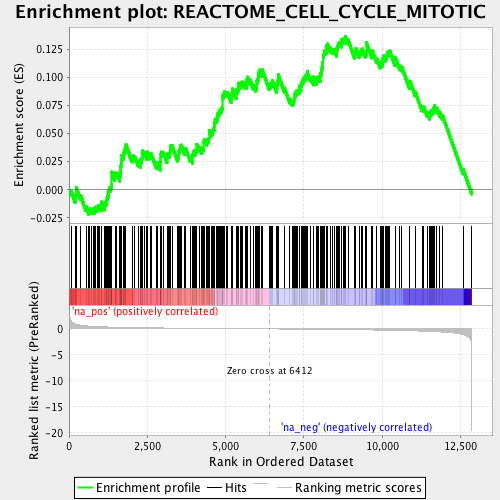 Enrichment plot: REACTOME_CELL_CYCLE_MITOTIC
Enrichment score (ES)
0.125
0.100
0.075
0.050
0.025
0.000
-0.025
'na_pos' (positively correlated)
Ranked list metric (PreRanked)
0
-5
-10
-15
-20
Zero cross at 6412
'na_neg' (negatively correlated)
0
2,500
5,000
7,500
10,000
12,500
Rank in Ordered Dataset
Enrichment profile
Hits
Ranking metric scores